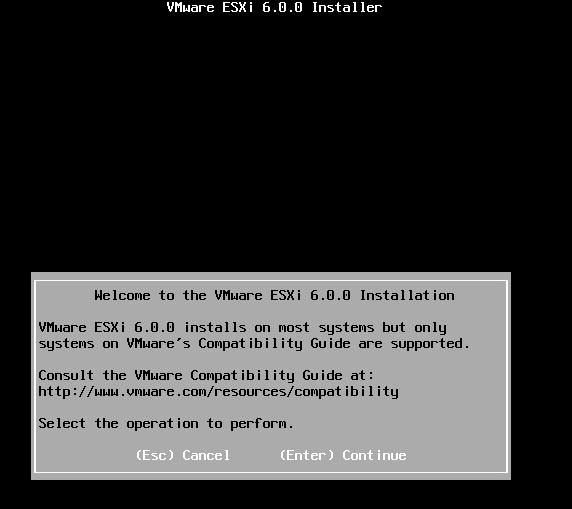 VMware ESXi 6.0.0 Installer
Welcome to the VMware ESXi 6.0.0 Installation
VMware ESXi 6.0.0 installs on most systems but only
systems on VMware's Compatibility Guide are supported.
Consult the VMware Compatibility Guide at:
http://www.vmware.com/resources/compatibility
Select the operation to perform.
(Esc) Cancel (Enter) Continue